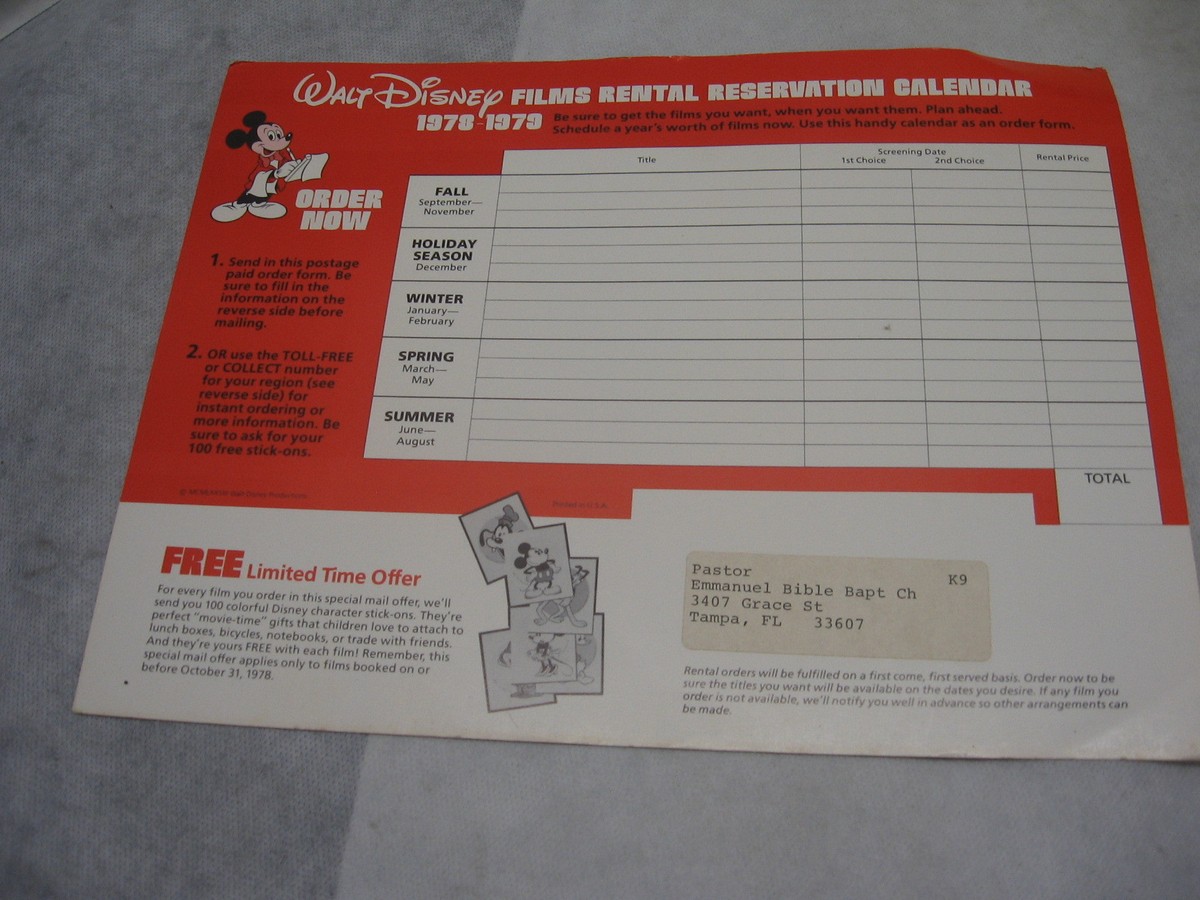 WALT DISNEY FILMS RENTAL RESERVATION CALENDAR
1978-1979
Be sure to get the films you want, when you want them. Plan ahead.
Schedule a year's worth of films now. Use this handy calendar as an order form.
ORDER
NOW
1. Send in this postage
paid order form. Be
sure to fill in the
information on the
reverse side before
mailing.
2. OR use the TOLL-FREE
or COLLECT number
for your region (see
reverse side) for
instant ordering or
more information. Be
sure to ask for your
100 free stick-ons.
Title
Screening Date
1st Choice 2nd Choice
Rental Price
FALL
September—
November
HOLIDAY
SEASON
December
WINTER
January—
February
SPRING
March—
May
SUMMER
June—
August
TOTAL
Walt Disney Productions
Printed in U.S.A.
FREE Limited Time Offer
For every film you order in this special mail offer, we'll
send you 100 colorful Disney character stick-ons. They're
perfect "movie-time" gifts that children love to attach to
lunch boxes, bicycles, notebooks, or trade with friends.
And they're yours FREE with each film! Remember, this
special mail offer applies only to films booked on or
before October 31, 1978.
Pastor K9
Emmanuel Bible Bapt Ch
3407 Grace St
Tampa, FL 33607
Rental orders will be fulfilled on a first come, first served basis. Order now to be
sure the titles you want will be available on the dates you desire. If any film you
order is not available, we'll notify you well in advance so other arrangements can
be made.